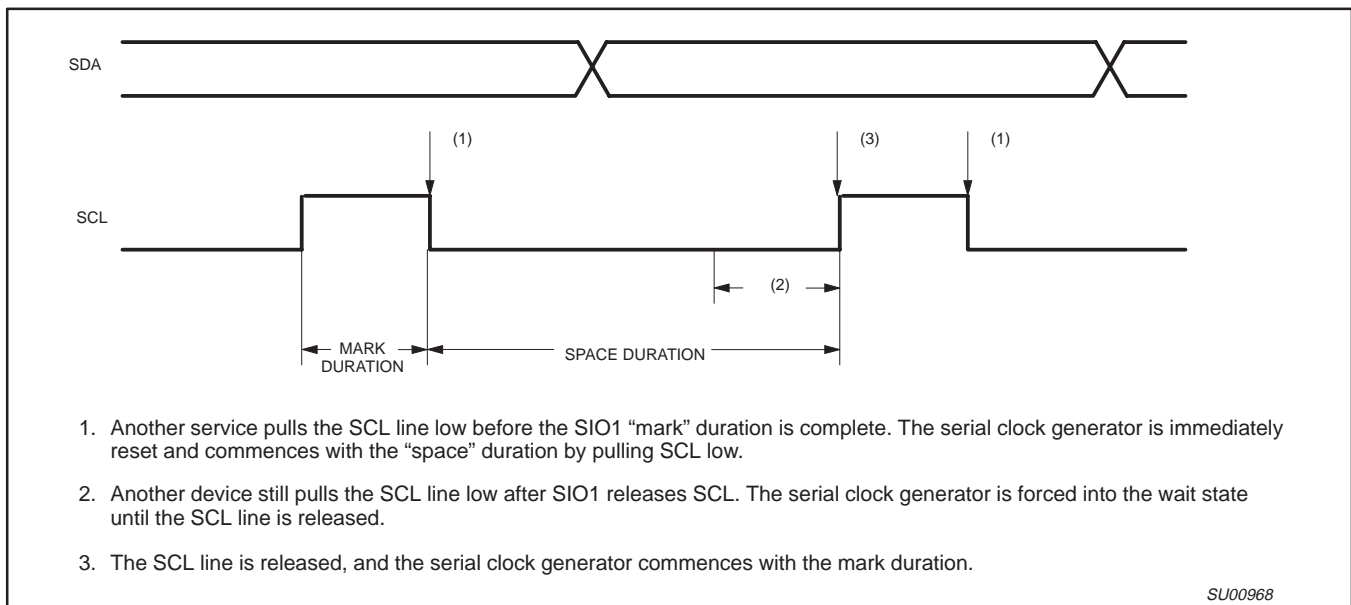 SDA
(1)
(3)
(1)
SCL
(2)
MARK
DURATION
SPACE DURATION
1. Another service pulls the SCL line low before the SIO1 “mark” duration is complete. The serial clock generator is immediately
reset and commences with the “space” duration by pulling SCL low.
2. Another device still pulls the SCL line low after SIO1 releases SCL. The serial clock generator is forced into the wait state
until the SCL line is released.
3. The SCL line is released, and the serial clock generator commences with the mark duration.
SU00968